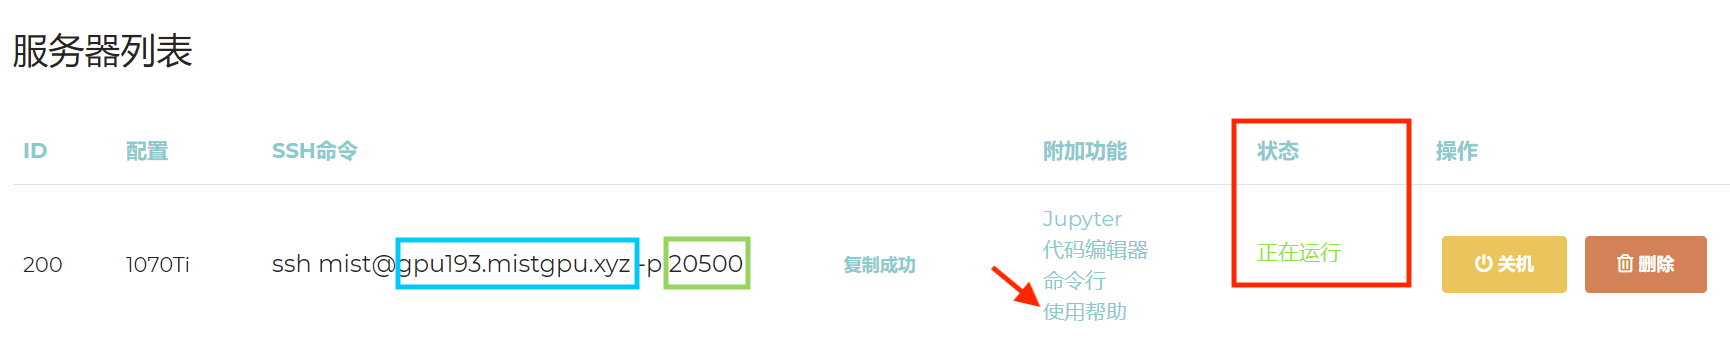 服务器列表
ID 配置 SSH命令 附加功能 状态 操作
200 1070Ti ssh mist@gpu193.mistgpu.xyz -p 20500 复制成功 Jupyter 正在运行 关机 删除
代码编辑器
命令行
使用帮助